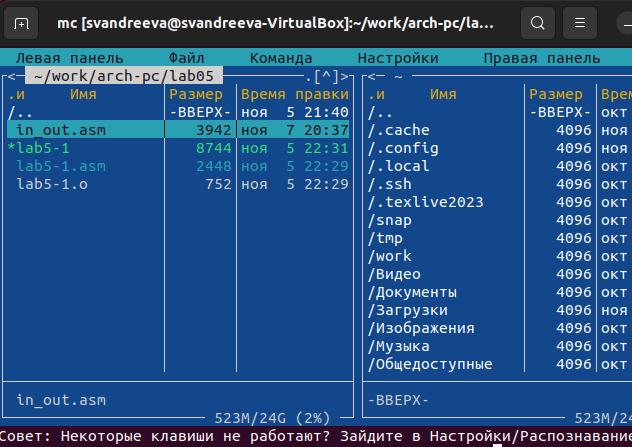 mc [svandreeva@svandreeva-VirtualBox]:~/work/arch-pc/la…
Левая панель Файл Команда Настройки Правая панель
<─ ~/work/arch-pc/lab05 .[^]> <─ ~
.и Имя Размер Время правки .и Имя Размер Врем
/.. -ВВЕРХ- ноя 5 21:40 /.. -ВВЕРХ- окт
in_out.asm 3942 ноя 7 20:37 /.cache 4096 ноя
*lab5-1 8744 ноя 5 22:31 /.config 4096 ноя
lab5-1.asm 2448 ноя 5 22:29 /.local 4096 окт
lab5-1.o 752 ноя 5 22:29 /.ssh 4096 окт
/.texlive2023 4096 окт
/snap 4096 окт
/tmp 4096 окт
/work 4096 окт
/Видео 4096 окт
/Документы 4096 окт
/Загрузки 4096 ноя
/Изображения 4096 окт
/Музыка 4096 окт
/Общедоступные 4096 окт
in_out.asm -ВВЕРХ-
523M/24G (2%) 523M/24
Совет: Некоторые клавиши не работают? Зайдите в Настройки/Распознавание